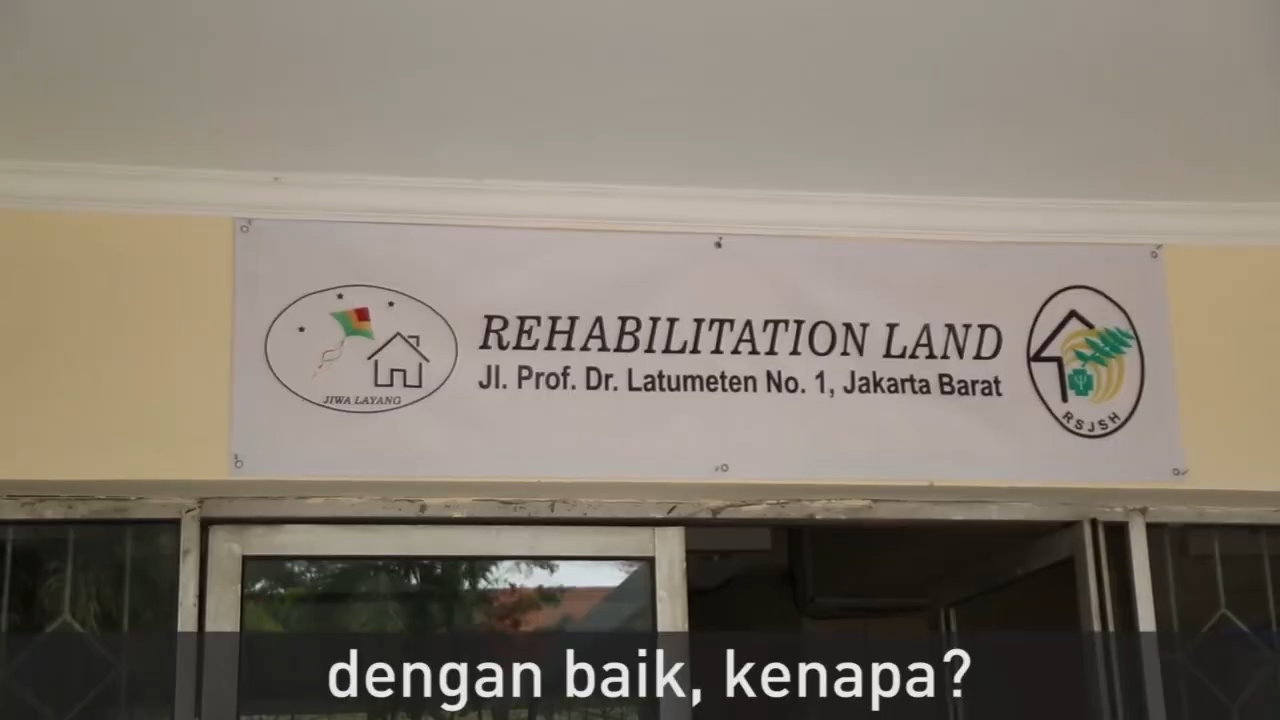 REHABILITATION LAND
Jl. Prof. Dr. Latumeten No. 1, Jakarta Barat
JIWA LAYANG
RSJSH
dengan baik, kenapa?